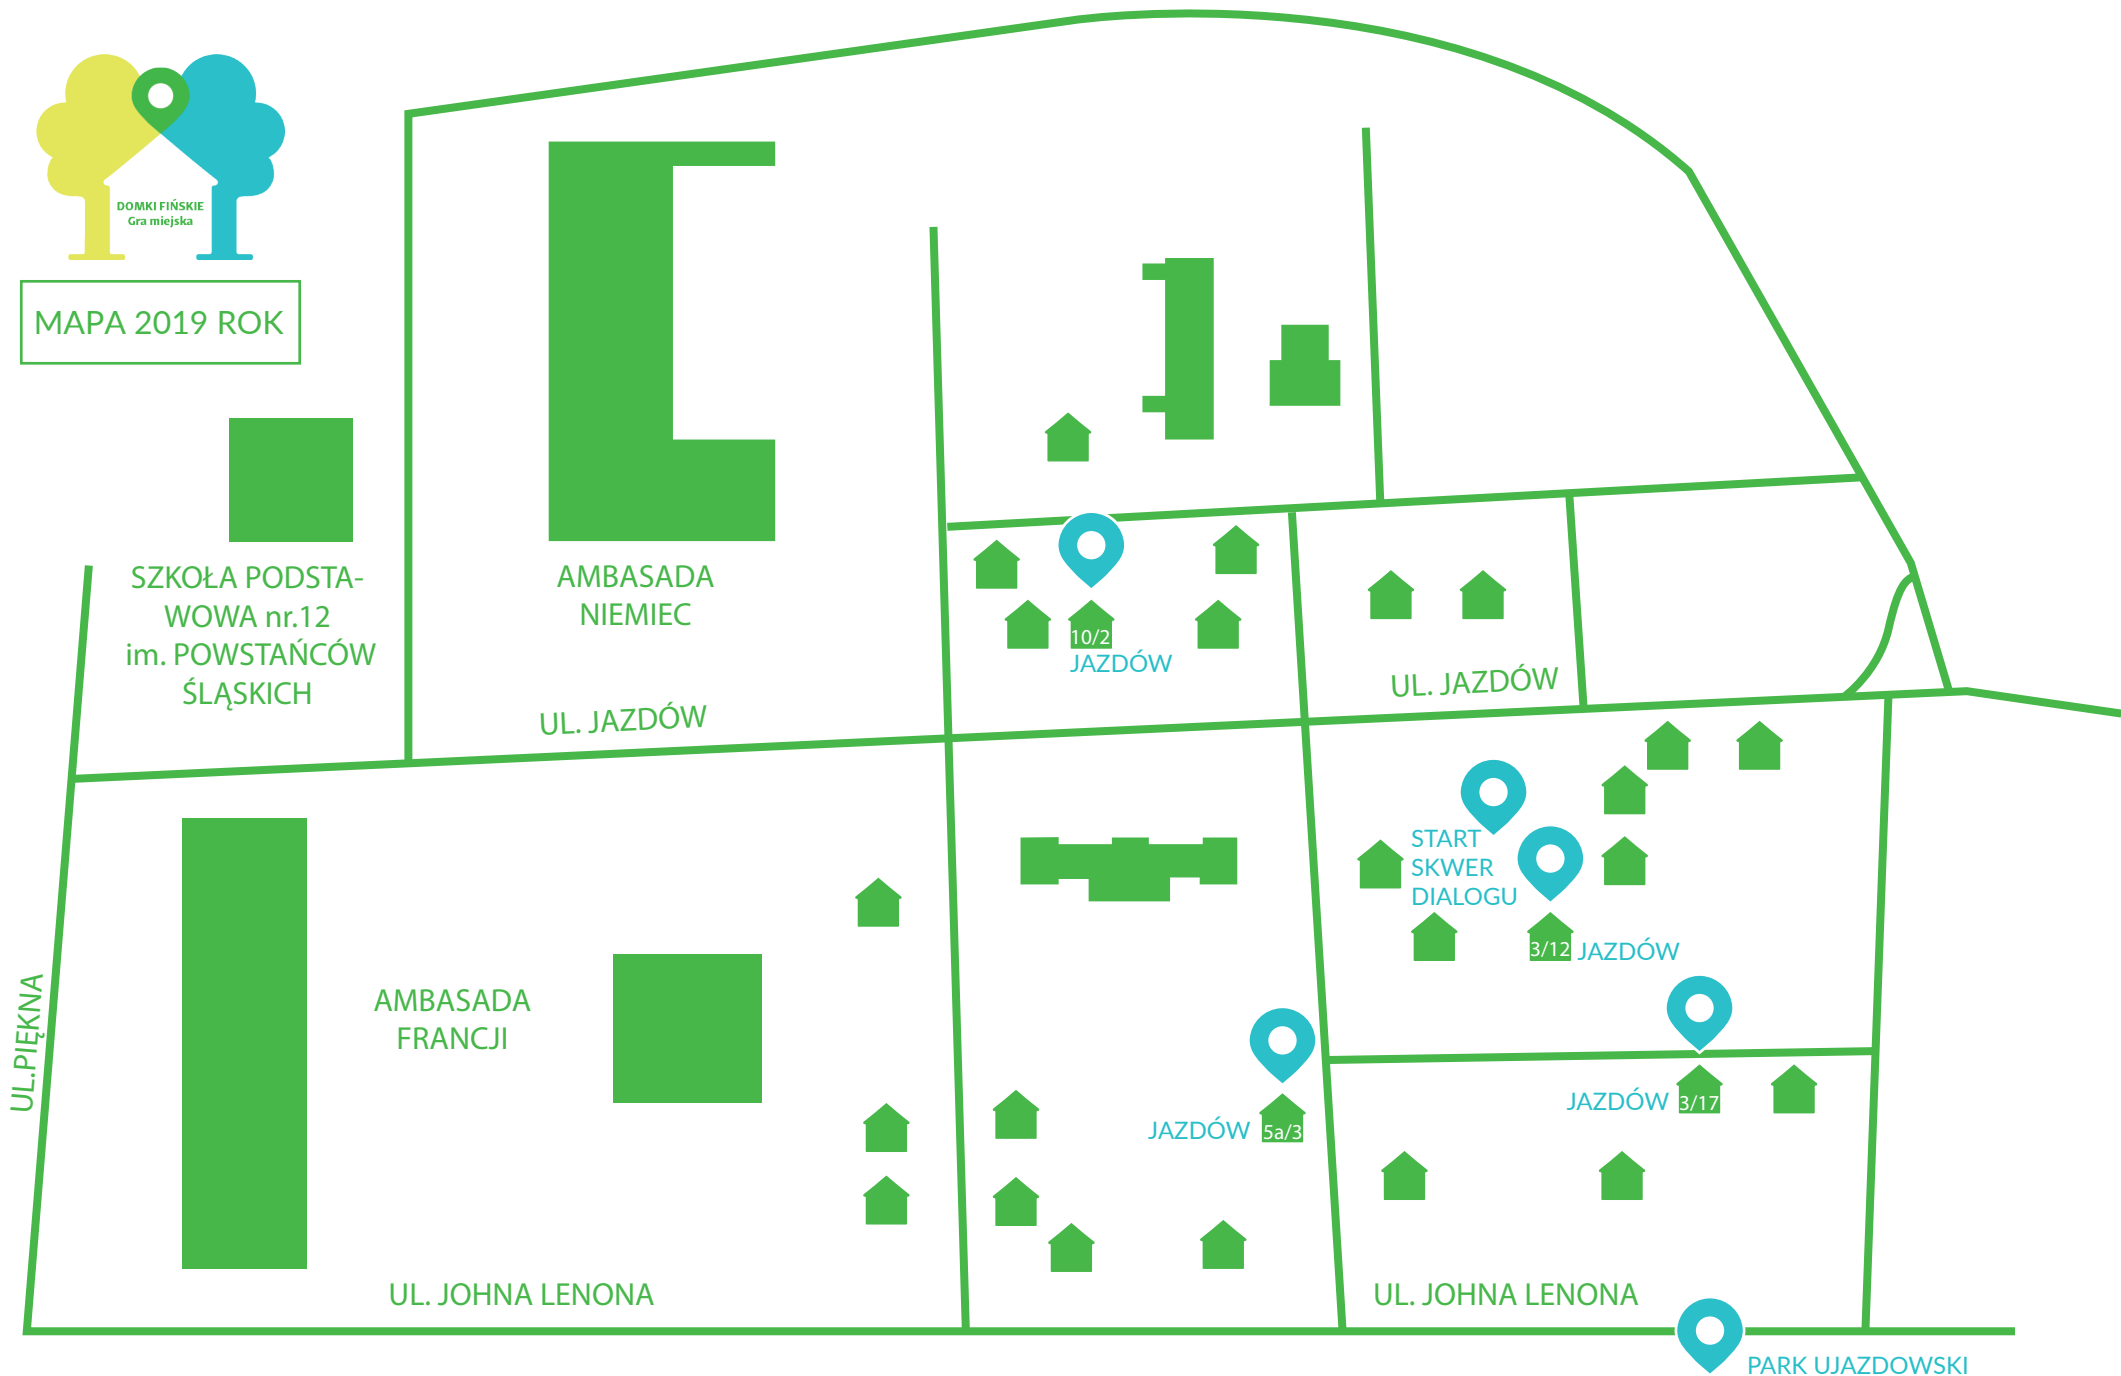 DOMKI FIŃSKIE
Gra miejska
MAPA 2019 ROK
SZKOŁA PODSTA-
WOWA nr.12
im. POWSTAŃCÓW
ŚLĄSKICH
AMBASADA
NIEMIEC
UL. JAZDÓW
10/2
JAZDÓW
UL. JAZDÓW
START
SKWER
DIALOGU
3/12 JAZDÓW
UL.PIĘKNA
AMBASADA
FRANCJI
JAZDÓW 5a/3
JAZDÓW 3/17
UL. JOHNA LENONA
UL. JOHNA LENONA
PARK UJAZDOWSKI